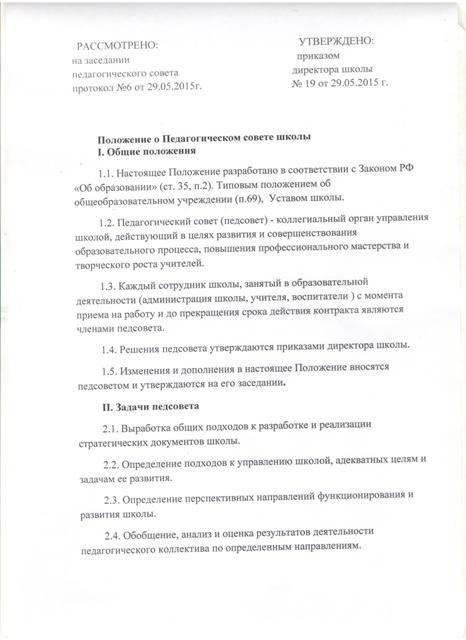 РАССМОТРЕНО: УТВЕРЖДЕНО:
на заседании приказом
педагогического совета директора школы
протокол №6 от 29.05.2015г. № 19 от 29.05.2015 г.
Положение о Педагогическом совете школы
I. Общие положения
1.1. Настоящее Положение разработано в соответствии с Законом РФ
«Об образовании» (ст. 35, п.2). Типовым положением об
общеобразовательном учреждении (п.69), Уставом школы.
1.2. Педагогический совет (педсовет) - коллегиальный орган управления
школой, действующий в целях развития и совершенствования
образовательного процесса, повышения профессионального мастерства и
творческого роста учителей.
1.3. Каждый сотрудник школы, занятый в образовательной
деятельности (администрация школы, учителя, воспитатели ) с момента
приема на работу и до прекращения срока действия контракта являются
членами педсовета.
1.4. Решения педсовета утверждаются приказами директора школы.
1.5. Изменения и дополнения в настоящее Положение вносятся
педсоветом и утверждаются на его заседании.
II. Задачи педсовета
2.1. Выработка общих подходов к разработке и реализации
стратегических документов школы.
2.2. Определение подходов к управлению школой, адекватных целям и
задачам ее развития.
2.3. Определение перспективных направлений функционирования и
развития школы.
2.4. Обобщение, анализ и оценка результатов деятельности
педагогического коллектива по определенным направлениям.